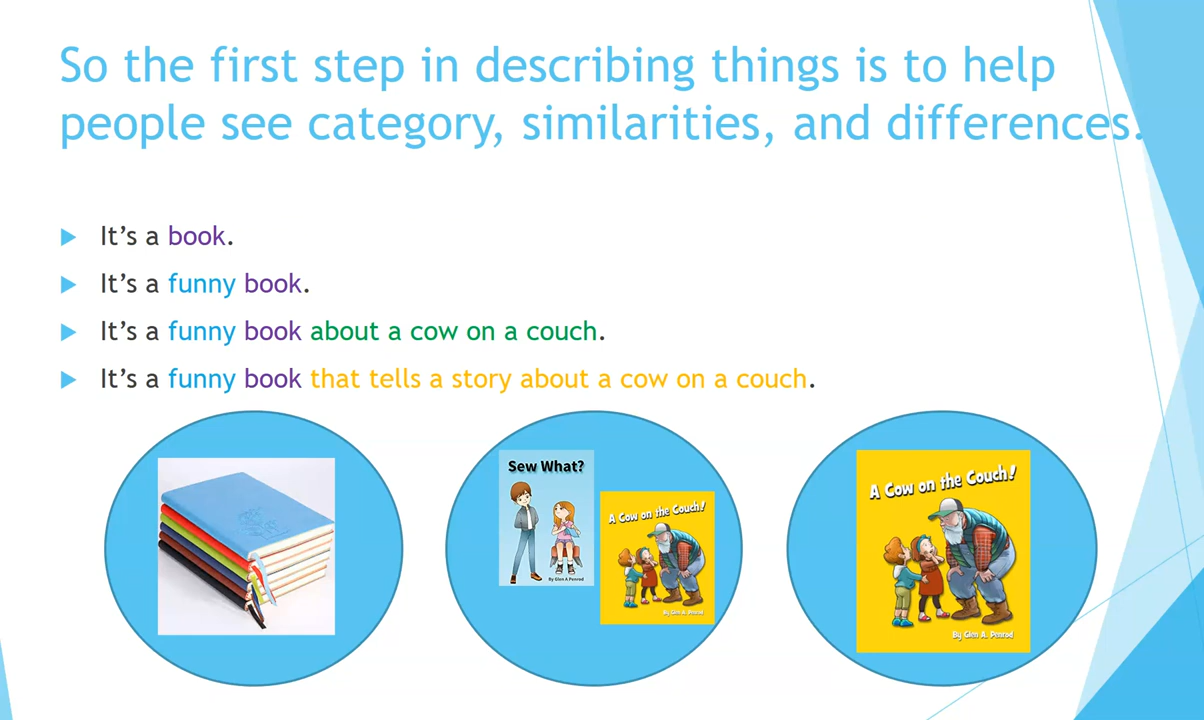 So the first step in describing things is to help
people see category, similarities, and differences.
It's a book.
It's a funny book.
It's a funny book about a cow on a couch.
It's a funny book that tells a story about a cow on a couch.
Sew What?
By Glen A Penrod
A Cow on the Couch!
By Glen A. Penrod
A Cow on the Couch!
By Glen A. Penrod